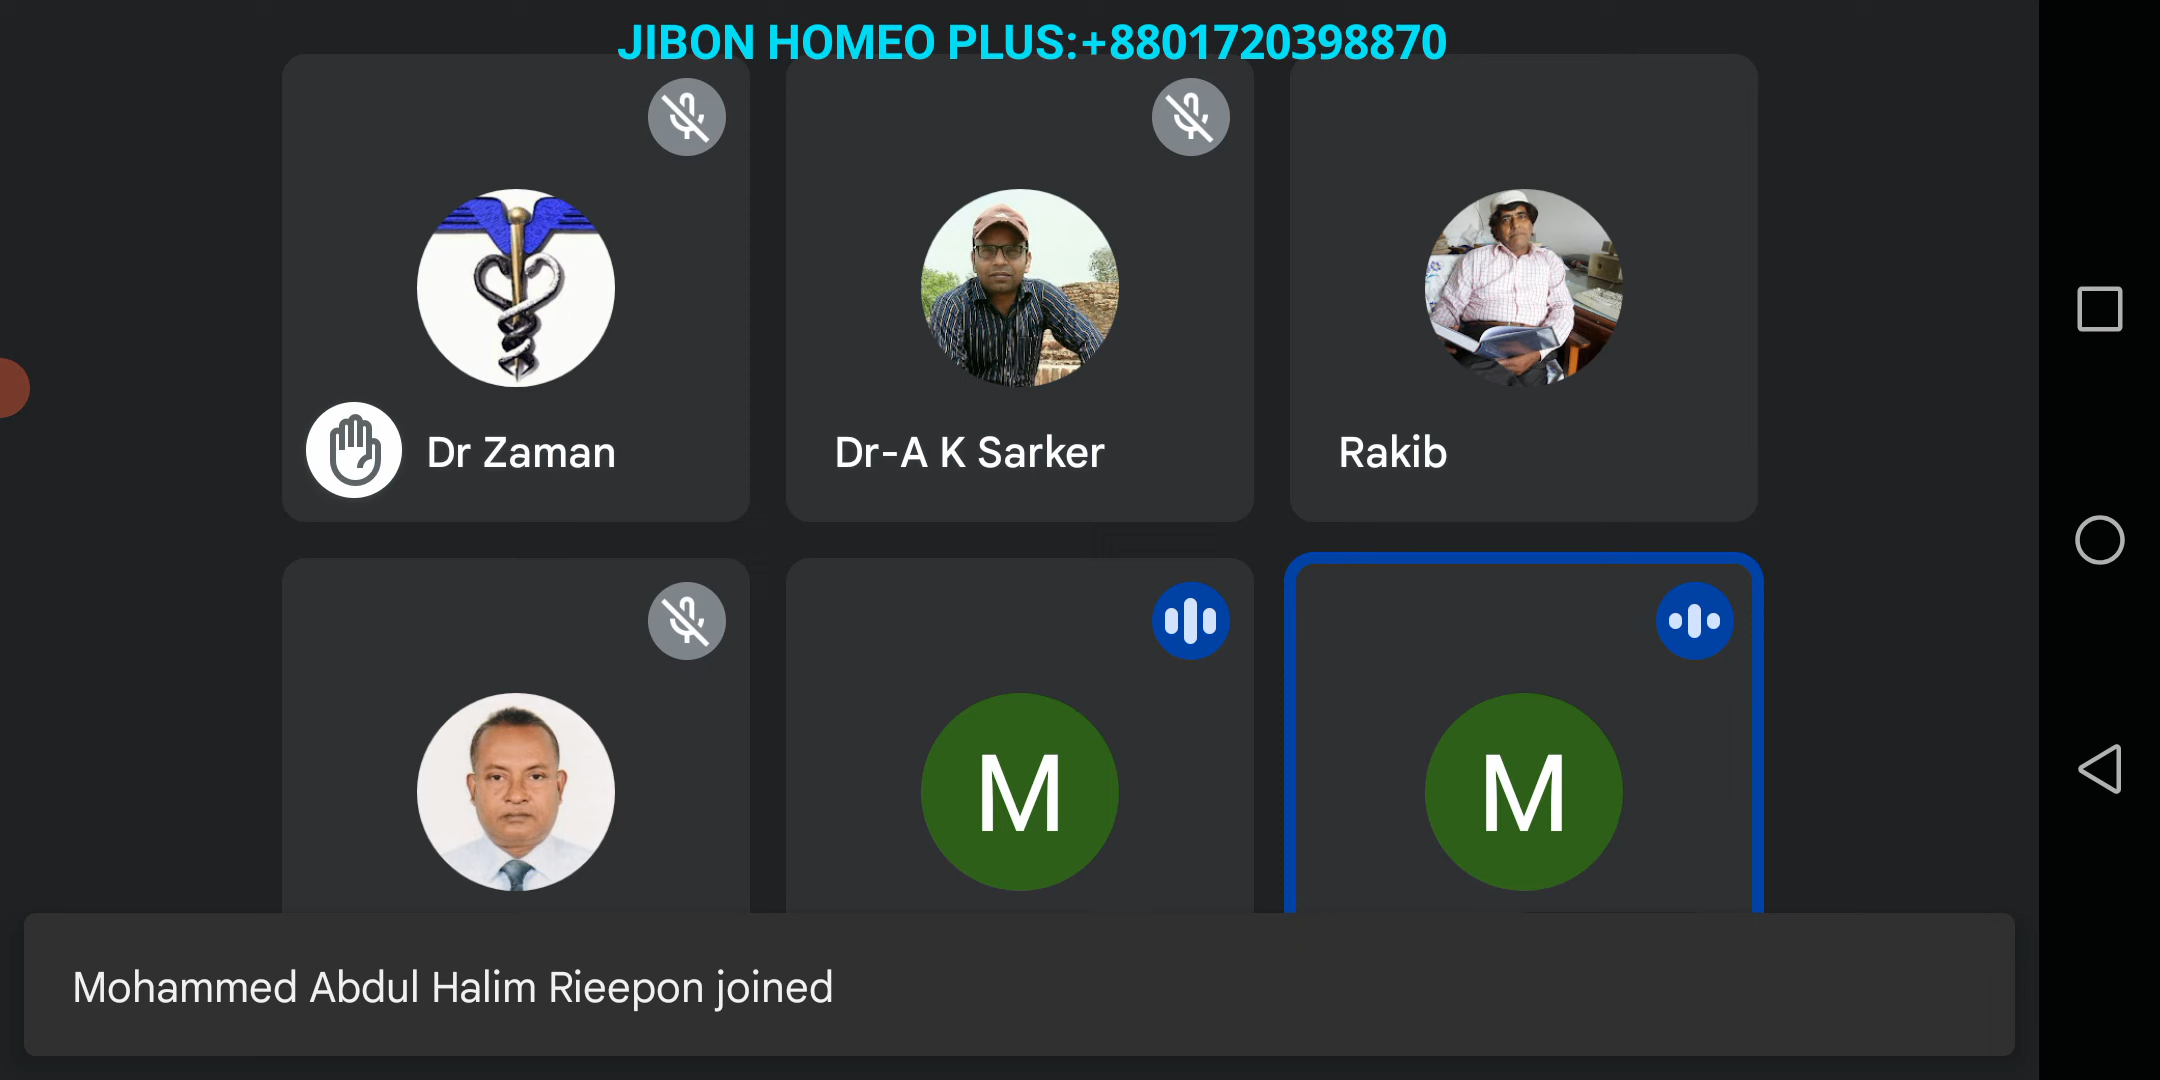 JIBON HOMEO PLUS:+8801720398870
Dr Zaman
Dr-A K Sarker
Rakib
M
M
Mohammed Abdul Halim Rieepon joined